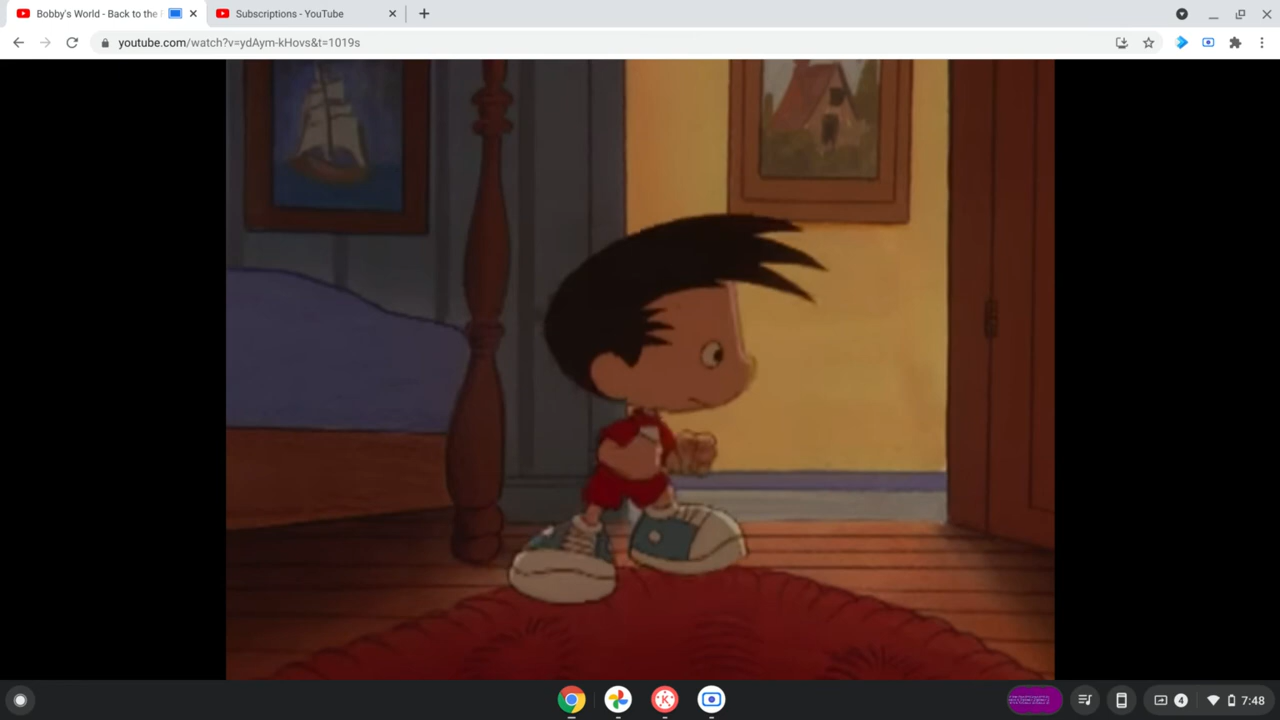 Bobby's World - Back to the
Subscriptions - YouTube
youtube.com/watch?v=ydAym-kHovs&t=1019s
K
4
7:48